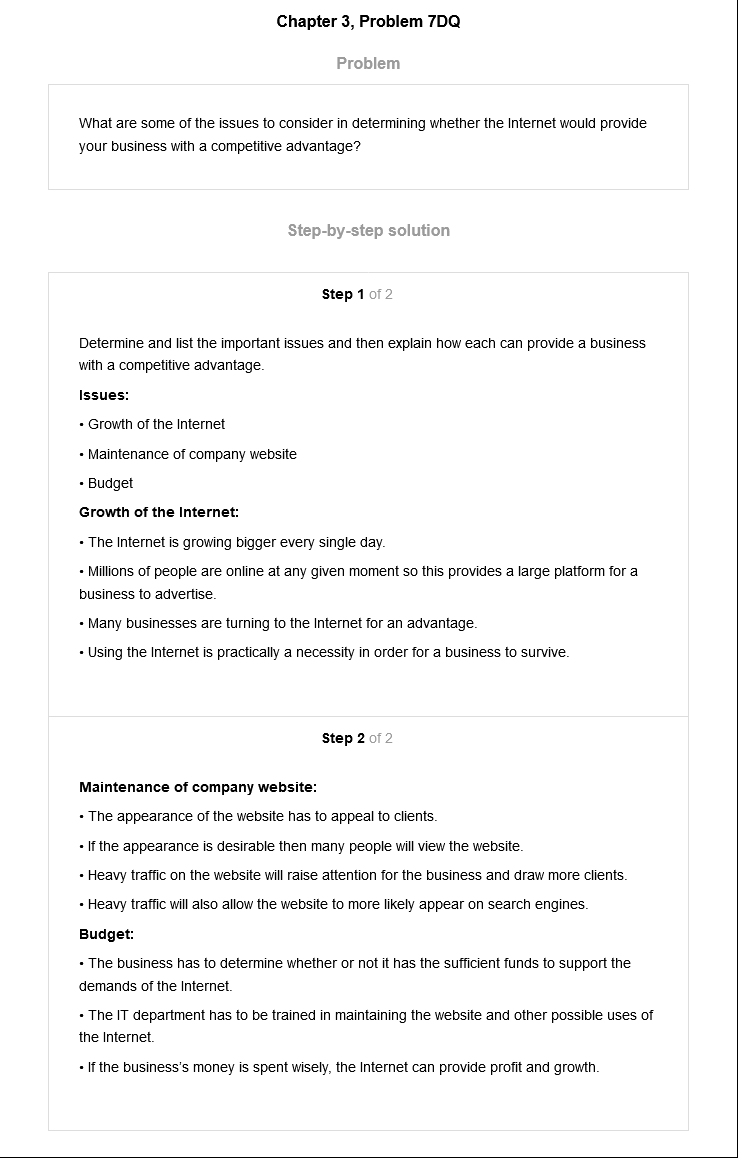 Chapter 3, Problem 7DQ
Problem
What are some of the issues to consider in determining whether the Internet would provide
your business with a competitive advantage?
Step-by-step solution
Step 1 of 2
Determine and list the important issues and then explain how each can provide a business
with a competitive advantage.
Issues:
• Growth of the Internet
• Maintenance of company website
• Budget
Growth of the Internet:
• The Internet is growing bigger every single day.
• Millions of people are online at any given moment so this provides a large platform for a
business to advertise.
• Many businesses are turning to the Internet for an advantage.
• Using the Internet is practically a necessity in order for a business to survive.
Step 2 of 2
Maintenance of company website:
• The appearance of the website has to appeal to clients.
• If the appearance is desirable then many people will view the website.
• Heavy traffic on the website will raise attention for the business and draw more clients.
• Heavy traffic will also allow the website to more likely appear on search engines.
Budget:
• The business has to determine whether or not it has the sufficient funds to support the
demands of the Internet.
• The IT department has to be trained in maintaining the website and other possible uses of
the Internet.
• If the business’s money is spent wisely, the Internet can provide profit and growth.